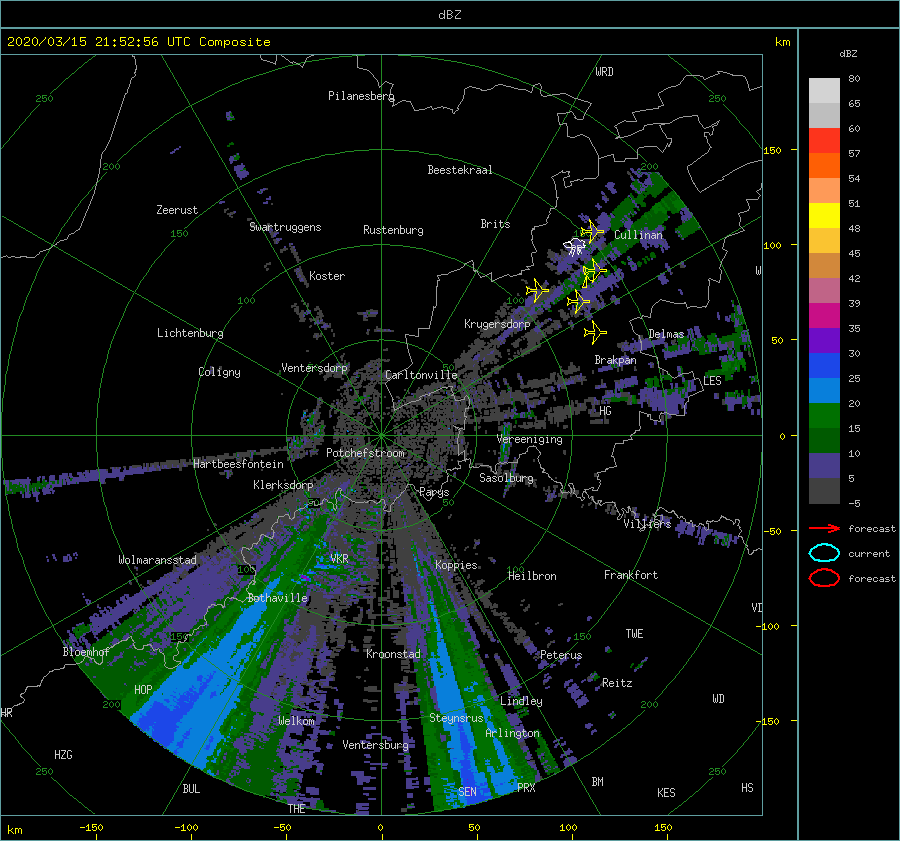 dBZ
2020/03/15 21:52:56 UTC Composite
km
dBZ
250
WRD
250
80
Pilanesberg
65
60
150
57
200
Beestekraal
200
54
Zeerust
51
150
Swartruggens
Rustenburg
Brits
Cullinan
48
100
45
Koster
W
42
100
100
39
Lichtenburg
Krugersdorp
Delmas
35
50
30
Coligny
Ventersdorp
Carltonville
Brakpan
LES
25
HG
20
0
Vereeniging
15
Potchefstroom
10
Hartbeesfontein
Klerksdorp
Parys
Sasolburg
5
50
50
-5
Villiers
-50
forecast
Wolmaransstad
VKR
Koppies
current
100
100
Heilbron
Frankfort
forecast
Bothaville
VI
-100
150
150
TWE
Bloemhof
Kroonstad
Peterus
HOP
Reitz
200
Lindley
200
WD
HR
Welkom
Steynsrus
-150
Arlington
HZG
Ventersburg
250
250
BUL
SEN
PRX
BM
KES
HS
THE
km
-150
-100
-50
0
50
100
150